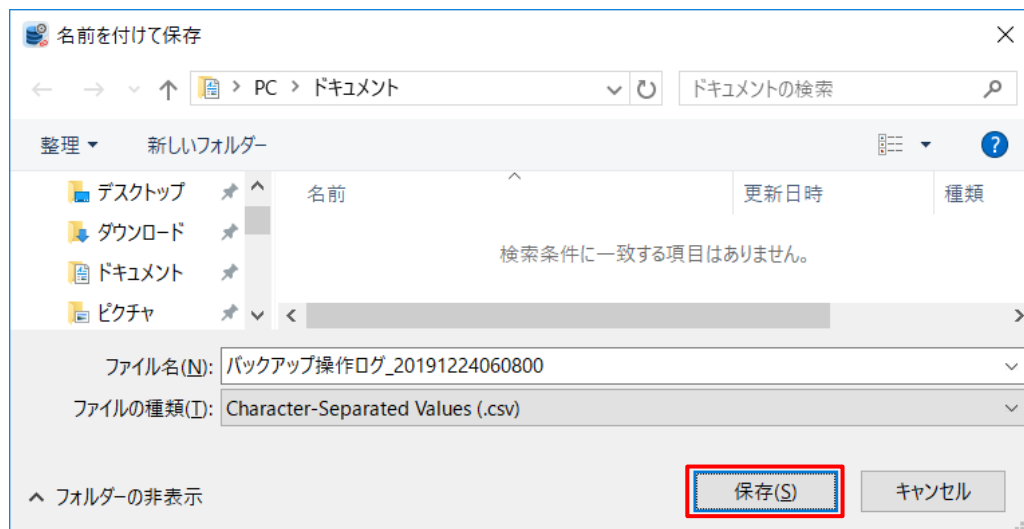 名前を付けて保存
PC ドキュメント ドキュメントの検索
整理 新しいフォルダー
デスクトップ 名前 更新日時 種類
ダウンロード
検索条件に一致する項目はありません。
ドキュメント
ピクチャ
ファイル名(N): バックアップ操作ログ_20191224060800
ファイルの種類(T): Character-Separated Values (.csv)
フォルダーの非表示 保存(S) キャンセル